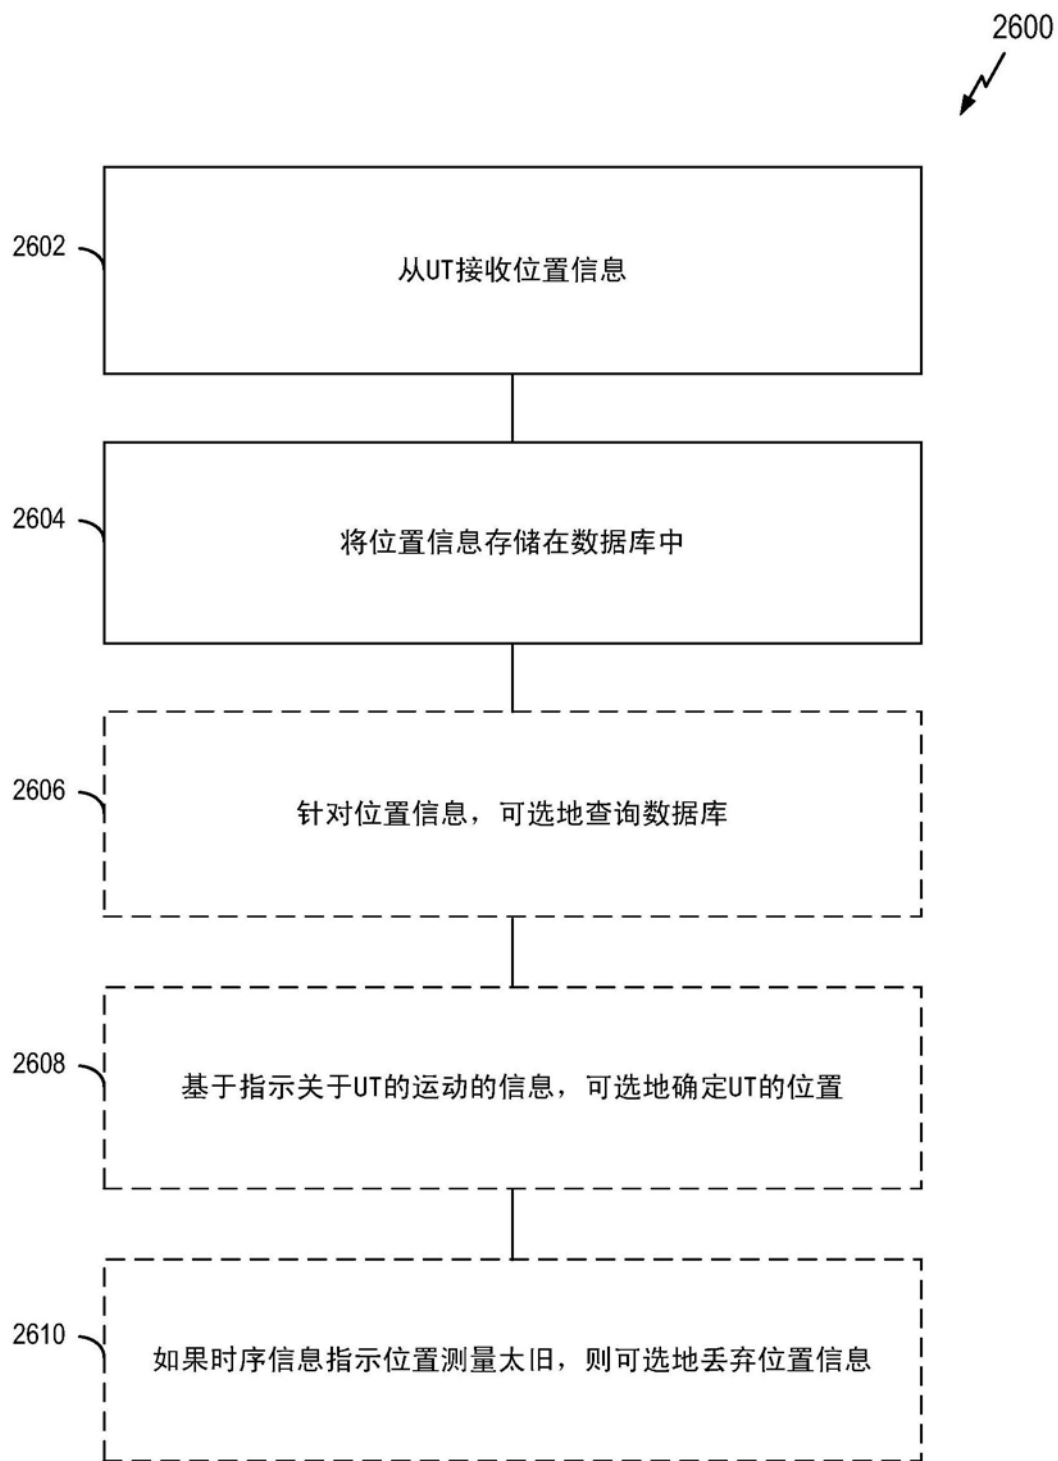 2600
2602
从UT接收位置信息
2604
将位置信息存储在数据库中
2606
针对位置信息，可选地查询数据库
2608
基于指示关于UT的运动的信息，可选地确定UT的位置
2610
如果时序信息指示位置测量太旧，则可选地丢弃位置信息